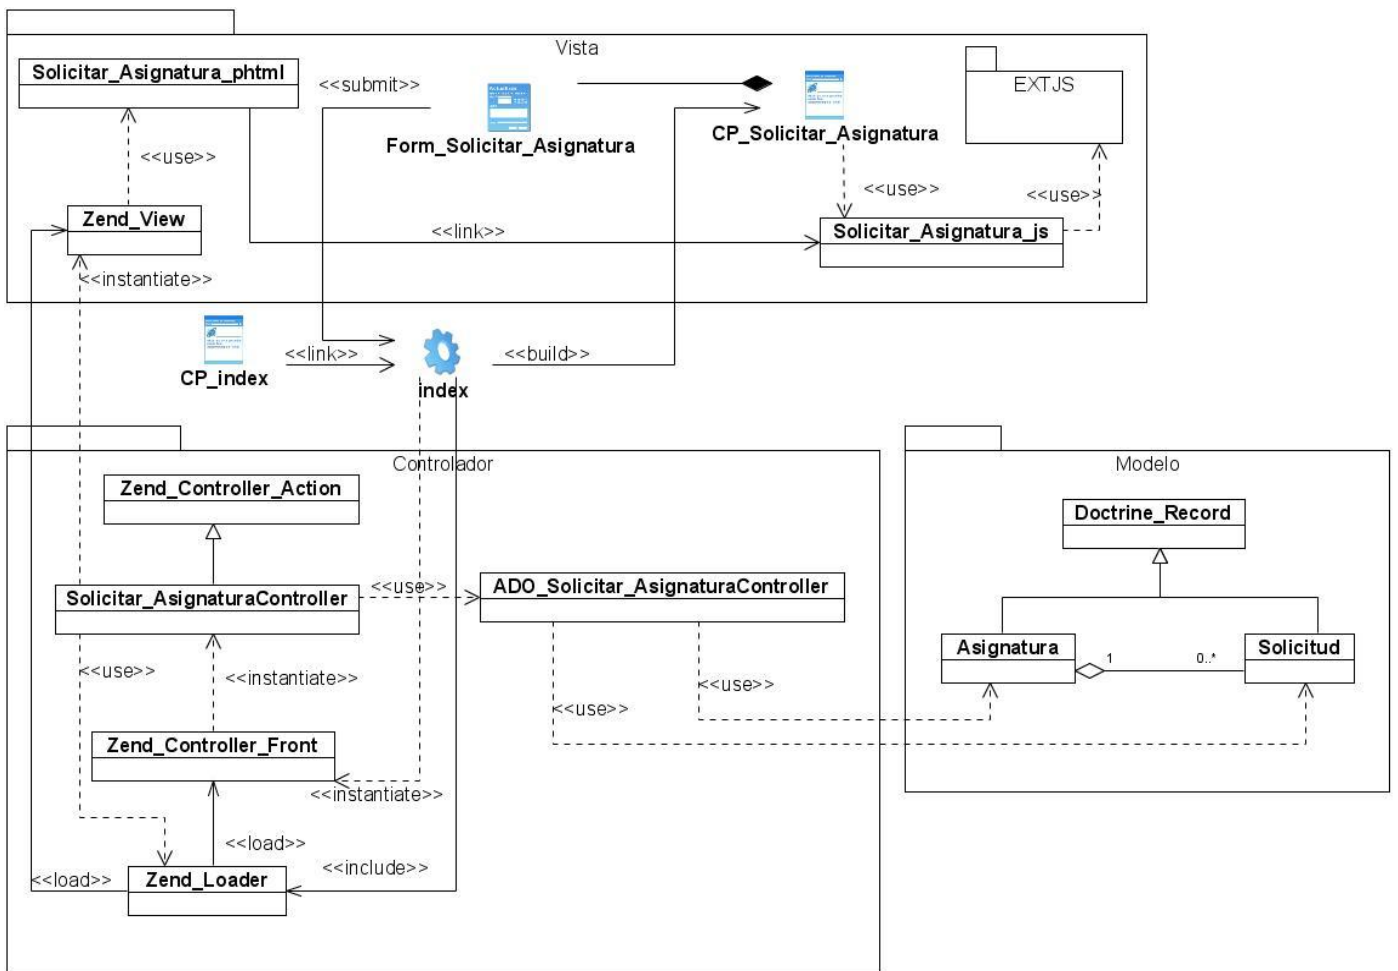 Vista
Solicitar_Asignatura_phtml
<<submit>>
EXTJS
Form_Solicitar_Asignatura
CP_Solicitar_Asignatura
<<use>>
<<use>>
<<use>>
Zend_View
<<link>>
Solicitar_Asignatura_js
<<instantiate>>
CP_index
<<link>>
index
<<build>>
Controlador
Zend_Controller_Action
Solicitar_AsignaturaController
<<use>>
ADO_Solicitar_AsignaturaController
<<use>>
<<instantiate>>
<<use>>
<<use>>
Zend_Controller_Front
<<instantiate>>
<<load>>
<<include>>
<<load>>
Zend_Loader
Modelo
Doctrine_Record
Asignatura
1
0..*
Solicitud